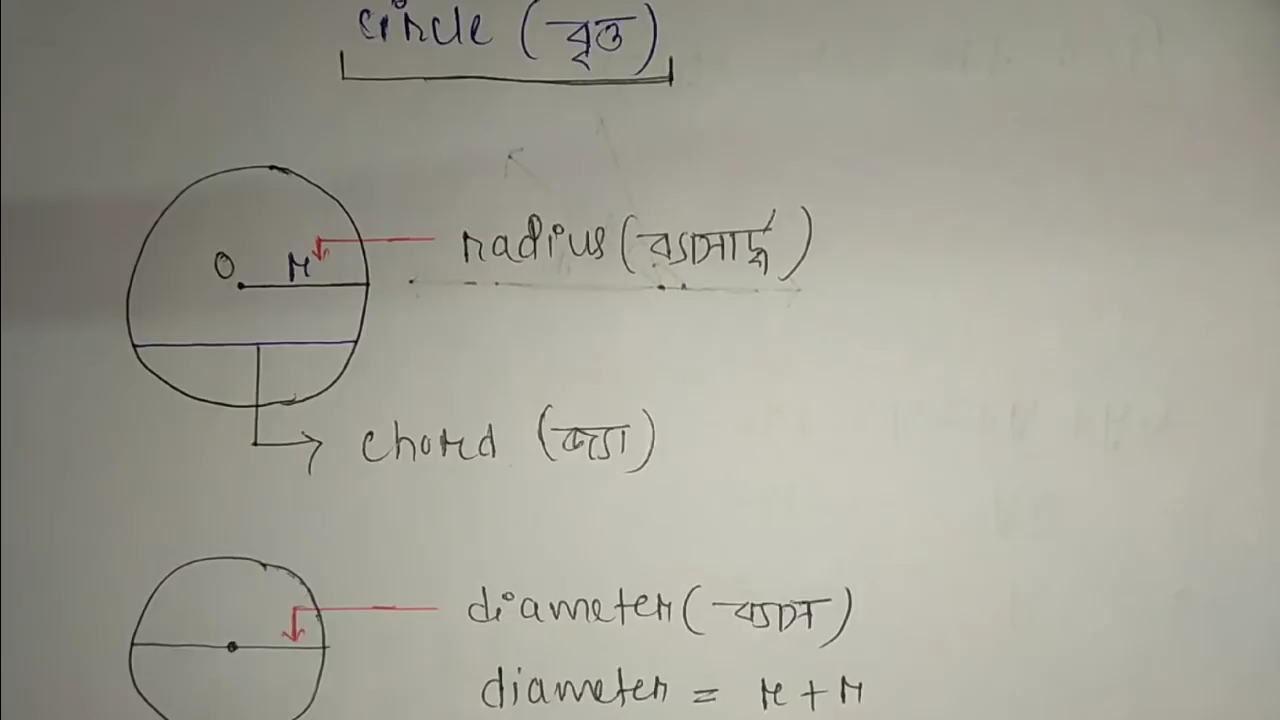 circle (বৃত্ত)
radius (ব্যাসার্দ্ধ)
O r
chord (জ্যা)
diameter (ব্যাস)
diameter = r + r